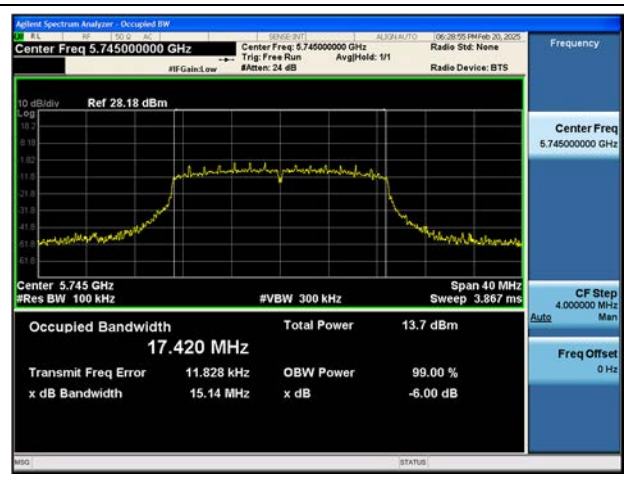 Agilent Spectrum Analyzer - Occupied BW
RL RF 50 Ω AC SENSE:INT ALIGN AUTO 06:28:55 PM Feb 20, 2025
Center Freq 5.745000000 GHz
Center Freq: 5.745000000 GHz
Radio Std: None
Trig: Free Run Avg|Hold: 1/1
#IFGain:Low
#Atten: 24 dB
Radio Device: BTS
Frequency
10 dB/div Ref 28.18 dBm
Log
18.2
8.18
1.82
11.8
21.8
31.8
41.8
51.8
61.8
Center 5.745 GHz
Span 40 MHz
#Res BW 100 kHz
#VBW 300 kHz
Sweep 3.867 ms
Center Freq
5.745000000 GHz
CF Step
4.000000 MHz
Auto Man
Freq Offset
0 Hz
Occupied Bandwidth
Total Power 13.7 dBm
17.420 MHz
Transmit Freq Error 11.828 kHz OBW Power 99.00 %
x dB Bandwidth 15.14 MHz x dB -6.00 dB
MSG
STATUS